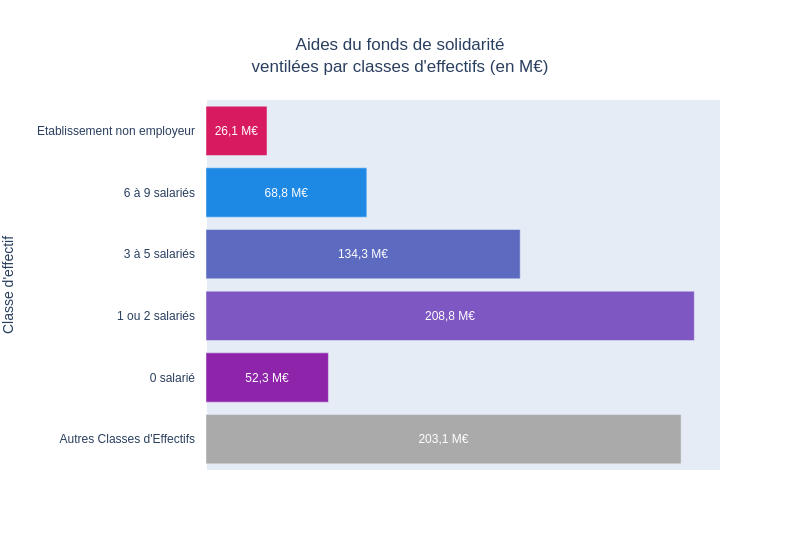 Aides du fonds de solidarité
ventilées par classes d'effectifs (en M€)
Classe d'effectif
Etablissement non employeur
26,1 M€
6 à 9 salariés
68,8 M€
3 à 5 salariés
134,3 M€
1 ou 2 salariés
208,8 M€
0 salarié
52,3 M€
Autres Classes d'Effectifs
203,1 M€